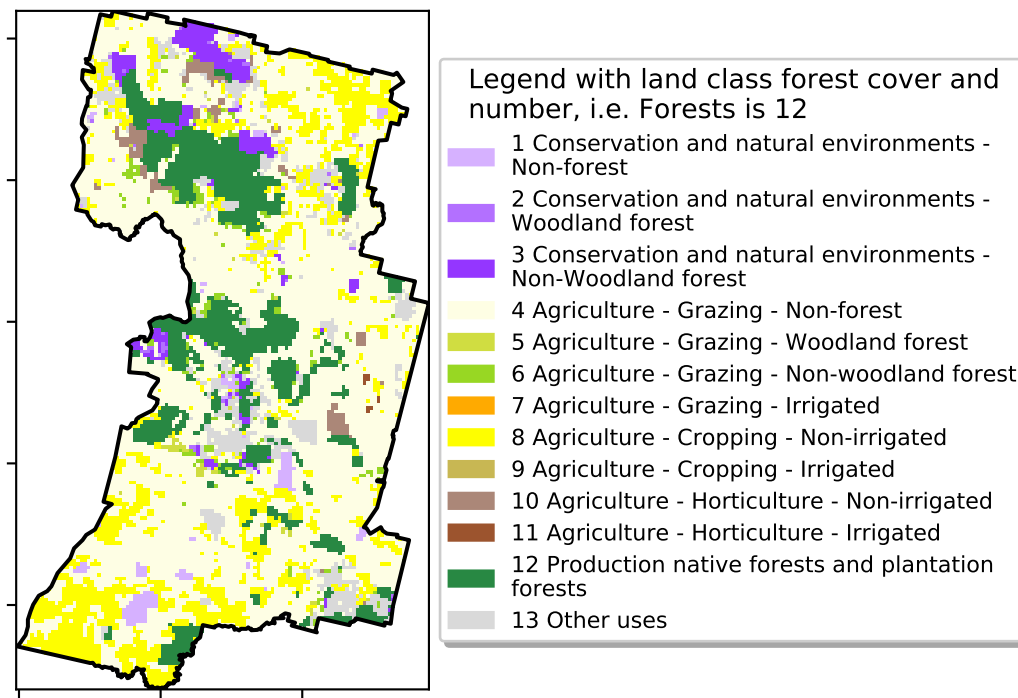 Legend with land class forest cover and
number, i.e. Forests is 12
1 Conservation and natural environments -
Non-forest
2 Conservation and natural environments -
Woodland forest
3 Conservation and natural environments -
Non-Woodland forest
4 Agriculture - Grazing - Non-forest
5 Agriculture - Grazing - Woodland forest
6 Agriculture - Grazing - Non-woodland forest
7 Agriculture - Grazing - Irrigated
8 Agriculture - Cropping - Non-irrigated
9 Agriculture - Cropping - Irrigated
10 Agriculture - Horticulture - Non-irrigated
11 Agriculture - Horticulture - Irrigated
12 Production native forests and plantation
forests
13 Other uses